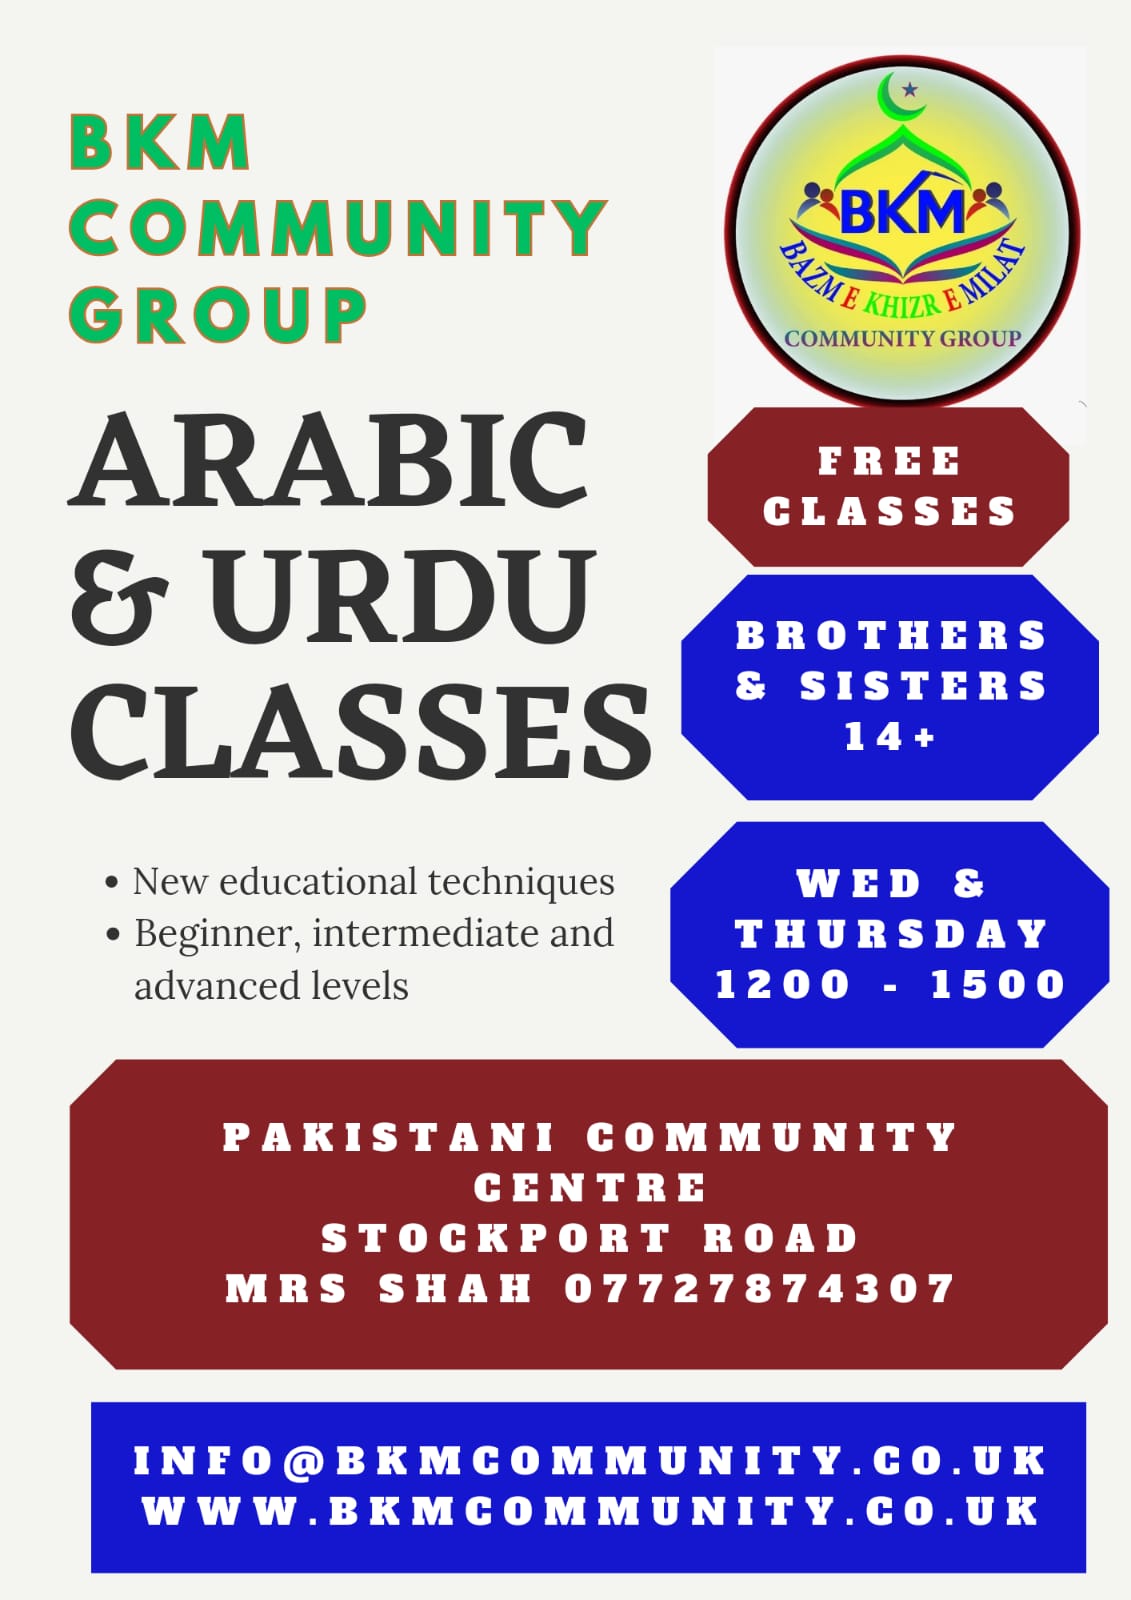 BKM
COMMUNITY
GROUP
BKM
BAZM E KHIZR E MILAT
COMMUNITY GROUP
ARABIC
& URDU
CLASSES
FREE
CLASSES
BROTHERS
& SISTERS
14+
• New educational techniques
• Beginner, intermediate and
advanced levels
WED &
THURSDAY
1200 - 1500
PAKISTANI COMMUNITY
CENTRE
STOCKPORT ROAD
MRS SHAH 07727874307
INFO@BKMCOMMUNITY.CO.UK
WWW.BKMCOMMUNITY.CO.UK